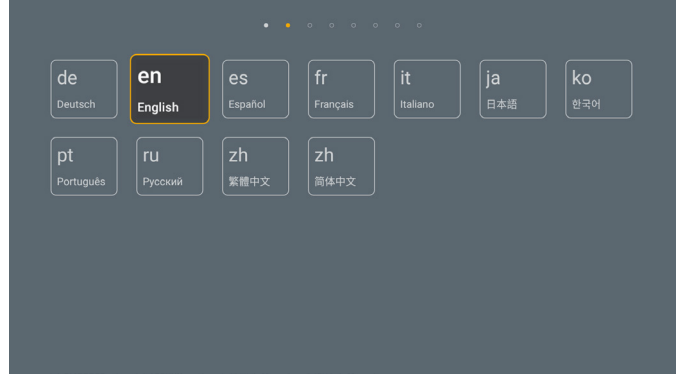 de
Deutsch
en
English
es
Español
fr
Français
it
Italiano
ja
日本語
ko
한국어
pt
Português
ru
Русский
zh
繁體中文
zh
简体中文